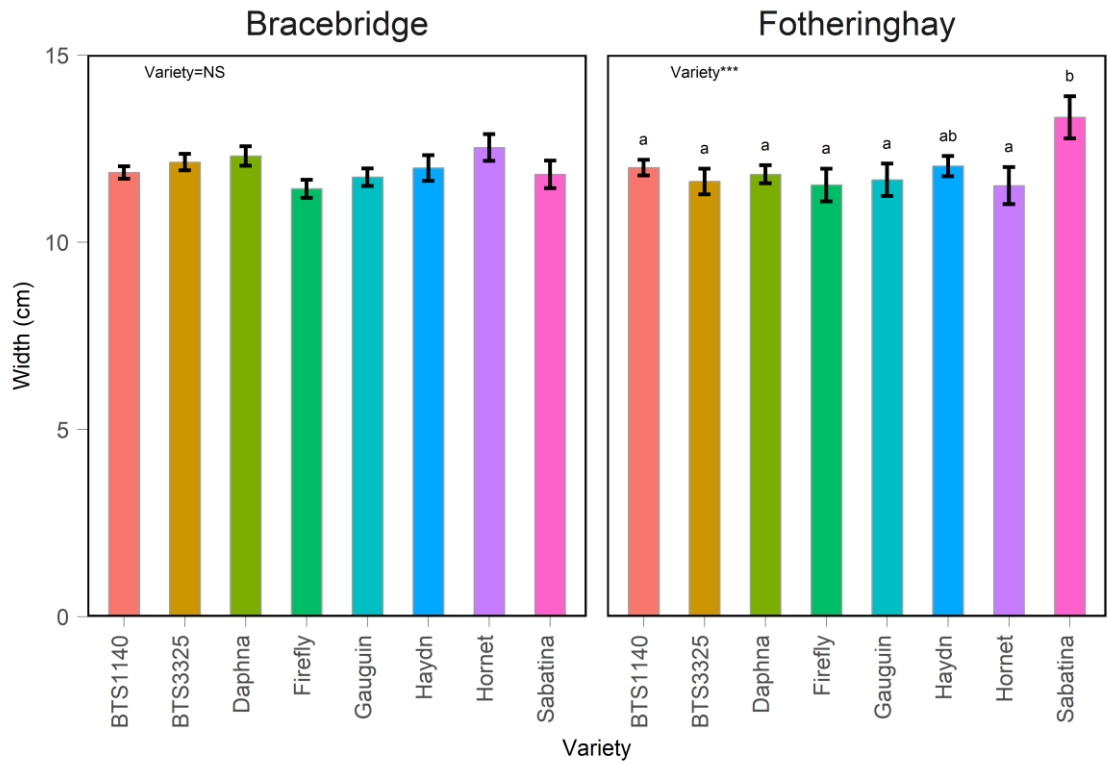 Bracebridge
Fotheringhay
Width (cm)
15
10
5
0
Variety=NS
Variety***
a
a
a
a
a
ab
a
b
BTS1140
BTS3325
Daphna
Firefly
Gauguin
Haydn
Hornet
Sabatina
BTS1140
BTS3325
Daphna
Firefly
Gauguin
Haydn
Hornet
Sabatina
Variety